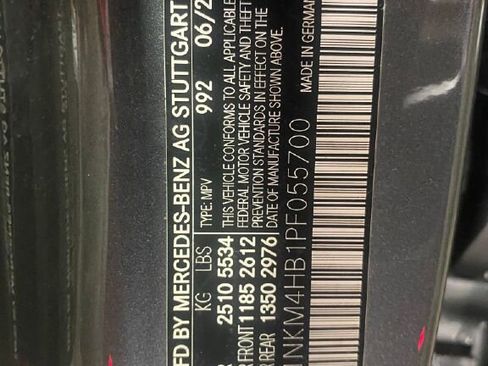 FD BY MERCEDES-BENZ AG STUTTGART
992 06/2
KG LBS TYPE: MPV
2510 5534 THIS VEHICLE CONFORMS TO ALL APPLICABLE
FRONT 1185 2612 FEDERAL MOTOR VEHICLE SAFETY AND THEFT
REAR 1350 2976 PREVENTION STANDARDS IN EFFECT ON THE
DATE OF MANUFACTURE SHOWN ABOVE
MADE IN GERMANY
1NKM4HB1PF055700